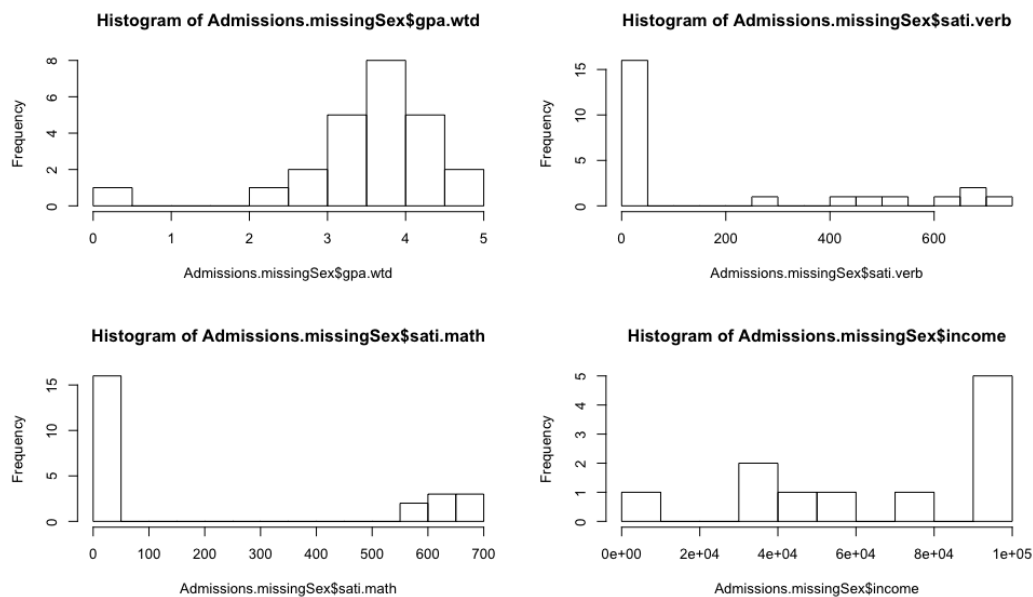 Histogram of Admissions.missingSex$gpa.wtd
Frequency
0 2 4 6 8
0 1 2 3 4 5
Admissions.missingSex$gpa.wtd
Histogram of Admissions.missingSex$sati.verb
Frequency
0 5 10 15
0 200 400 600
Admissions.missingSex$sati.verb
Histogram of Admissions.missingSex$sati.math
Frequency
0 5 10 15
0 100 200 300 400 500 600 700
Admissions.missingSex$sati.math
Histogram of Admissions.missingSex$income
Frequency
0 1 2 3 4 5
0e+00 2e+04 4e+04 6e+04 8e+04 1e+05
Admissions.missingSex$income